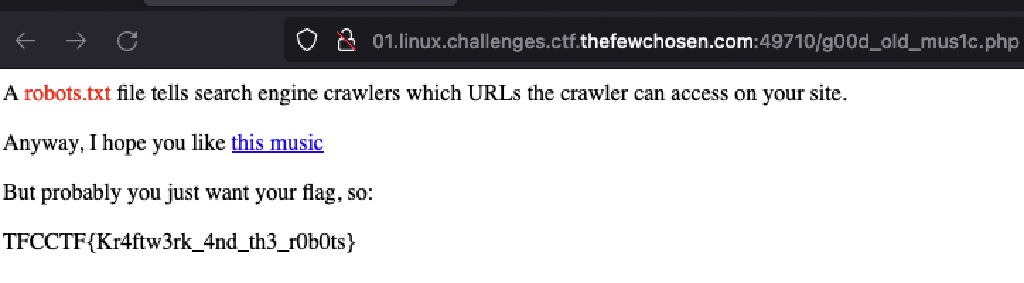 01.linux.challenges.ctf.thefewchosen.com:49710/g00d_old_mus1c.php
A robots.txt file tells search engine crawlers which URLs the crawler can access on your site.
Anyway, I hope you like this music
But probably you just want your flag, so:
TFCCTF{Kr4ftw3rk_4nd_th3_r0b0ts}